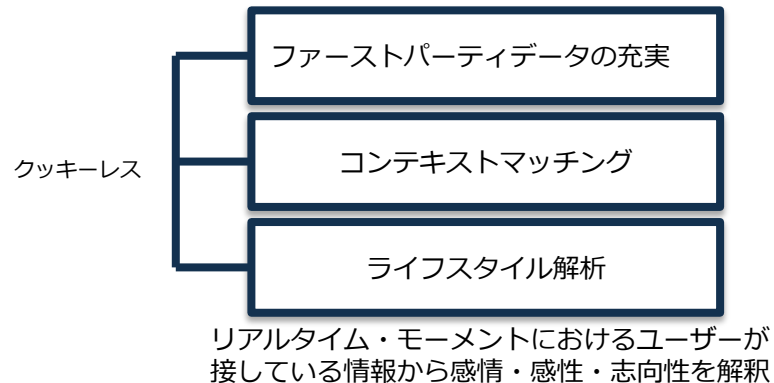 ファーストパーティデータの充実
クッキーレス
コンテキストマッチング
ライフスタイル解析
リアルタイム・モーメントにおけるユーザーが
接している情報から感情・感性・志向性を解釈